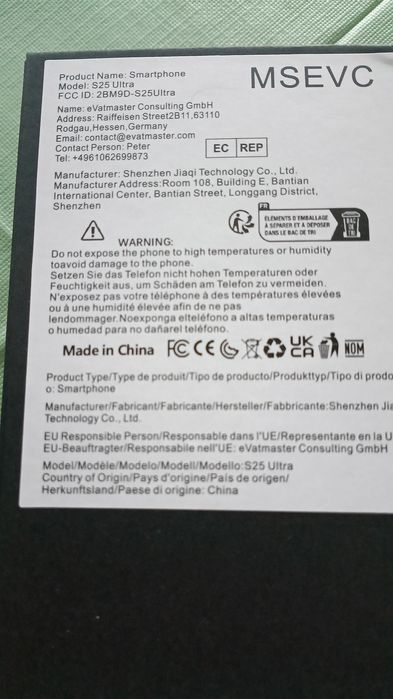 MSEVC
Product Name: Smartphone
Model: S25 Ultra
FCC ID: 2BM9D-S25Ultra
Name: eVatmaster Consulting GmbH
Address: Raiffeisen Street2B11,63110
Rodgau,Hessen,Germany
Email: contact@evatmaster.com
Contact Person: Peter
Tel: +4961062699873
EC REP
Manufacturer: Shenzhen Jiaqi Technology Co., Ltd.
Manufacturer Address:Room 108, Building E, Bantian
International Center, Bantian Street, Longgang District,
Shenzhen
FR
ÉLÉMENTS D'EMBALLAGE
À SÉPARER ET À DÉPOSER
DANS LE BAC DE TRI
BAC
DE
TRI
WARNING:
Do not expose the phone to high temperatures or humidity
toavoid damage to the phone.
Setzen Sie das Telefon nicht hohen Temperaturen oder
Feuchtigkeit aus, um Schäden am Telefon zu vermeiden.
N'exposez pas votre téléphone à des températures élevées
ou à une humidité élevée afin de ne pas
lendommager.Noexponga elteléfono a altas temperaturas
o humedad para no dañarel teléfono.
Made in China FC CE UK CA NOM
Product Type/Type de produit/Tipo de producto/Produkttyp/Tipo di prodo
o: Smartphone
Manufacturer/Fabricant/Fabricante/Hersteller/Fabbricante:Shenzhen Jia
Technology Co., Ltd.
EU Responsible Person/Responsable dans l'UE/Representante en la U
EU-Beauftragter/Responsabile nell'UE: eVatmaster Consulting GmbH
Model/Modèle/Modelo/Modell/Modello:S25 Ultra
Country of Origin/Pays d'origine/País de origen/
Herkunftsland/Paese di origine: China